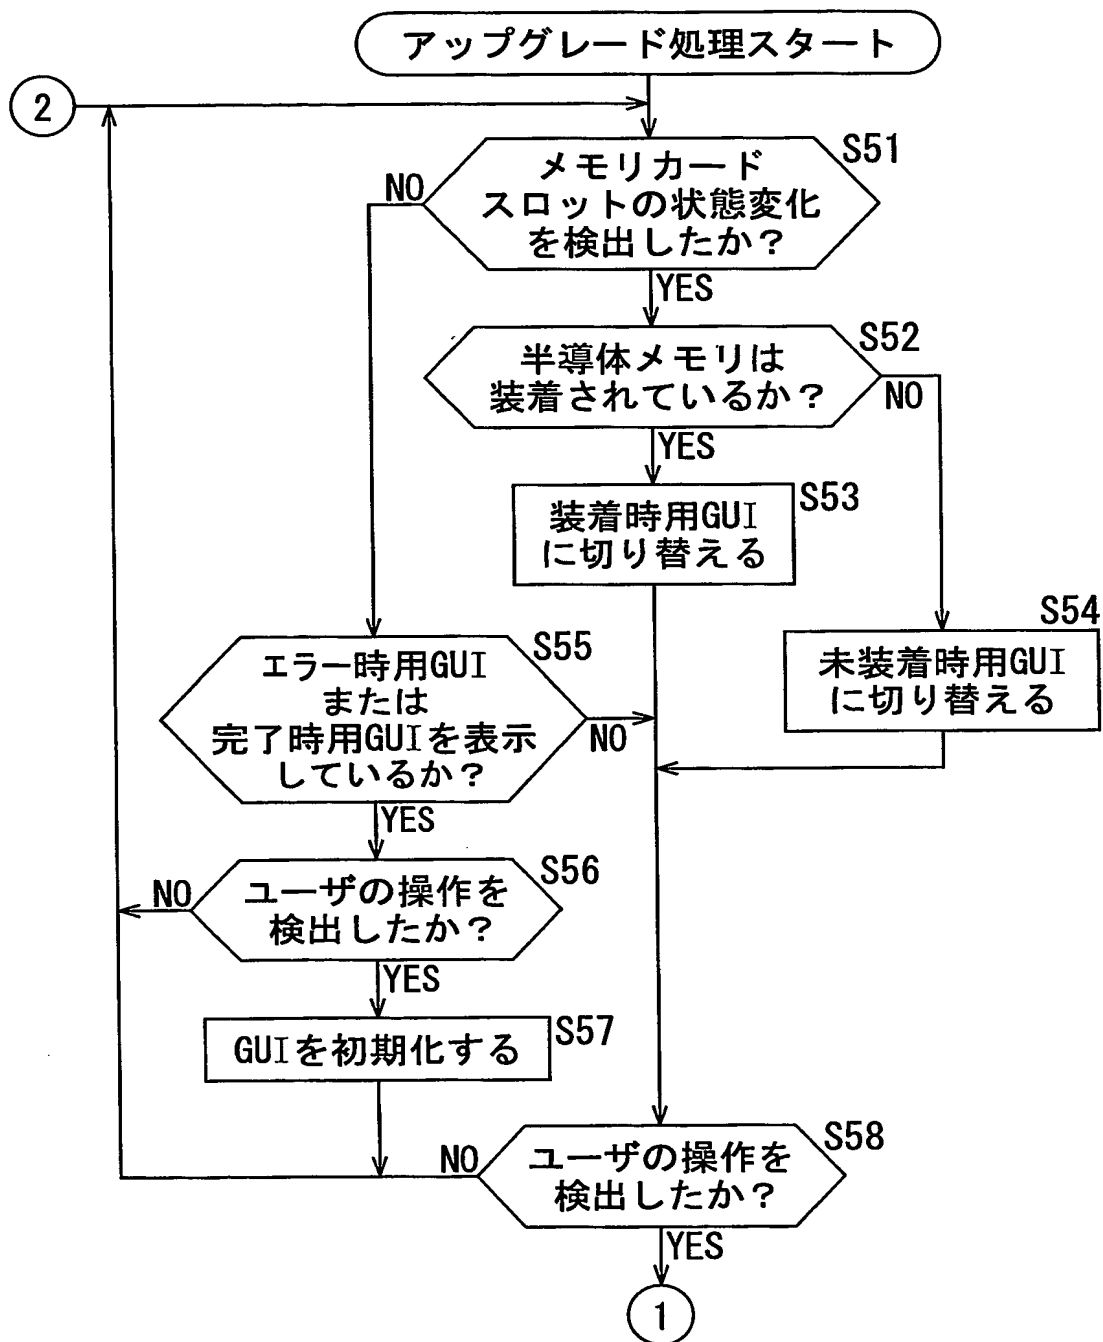 アップグレード処理スタート
2
S51
メモリカード
スロットの状態変化
を検出したか?
NO
YES
S52
半導体メモリは
装着されているか?
NO
YES
S53
装着時用GUI
に切り替える
S54
未装着時用GUI
に切り替える
S55
エラー時用GUI
または
完了時用GUIを表示
しているか?
NO
YES
S56
ユーザの操作を
検出したか?
NO
YES
S57
GUIを初期化する
S58
ユーザの操作を
検出したか?
NO
YES
1